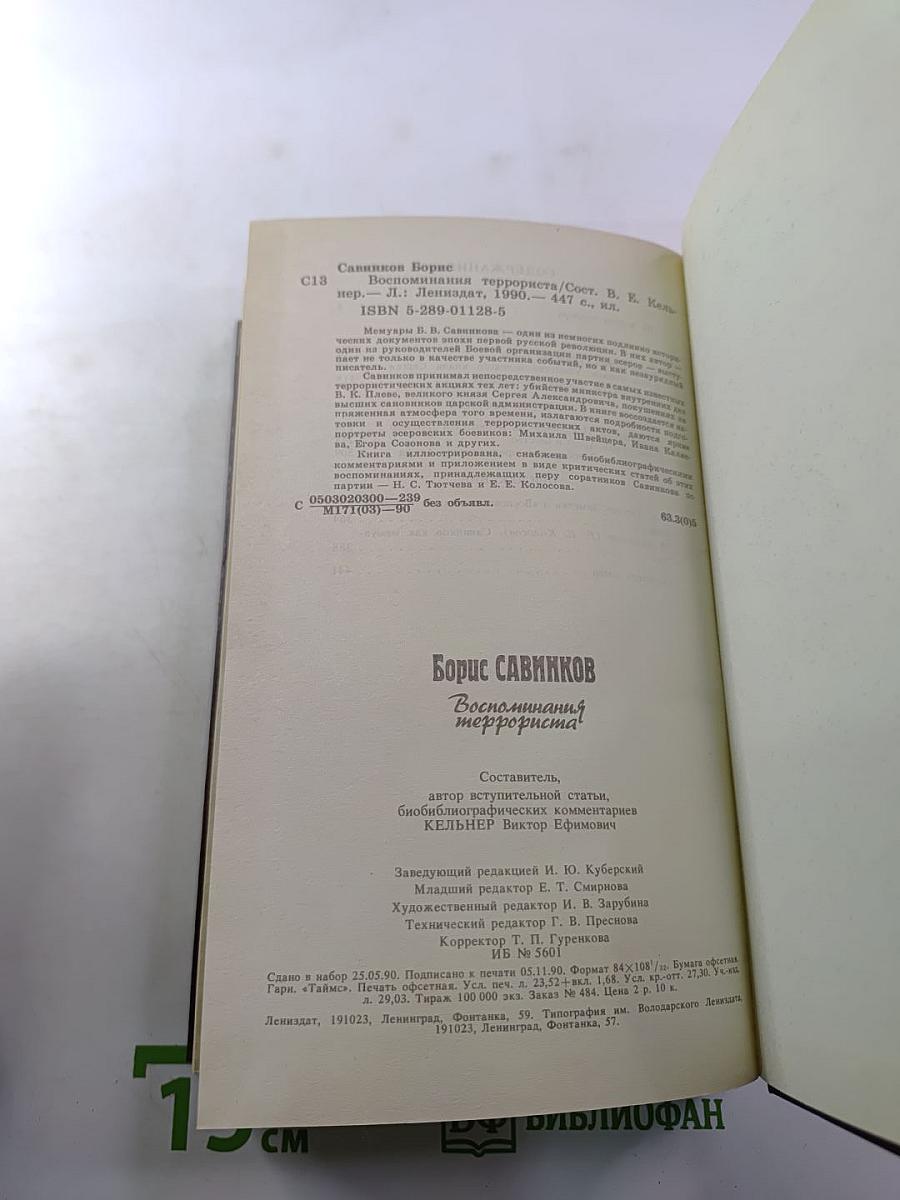 Савинков Борис
С13 Воспоминания террориста/Сост. В. Е. Кель-
нер.— Л.: Лениздат, 1990.— 447 с., ил.
ISBN 5-289-01128-5
Мемуары Б. В. Савинкова — один из немногих подлинно истори-
ческих документов эпохи первой русской революции. В них автор —
один из руководителей Боевой организации партии эсеров — высту-
пает не только в качестве участника событий, но и как незаурядный
писатель.
Савинков принимал непосредственное участие в самых известных
террористических акциях тех лет: убийстве министра внутренних дел
В. К. Плеве, великого князя Сергея Александровича, покушениях на
высших сановников царской администрации. В книге воссоздается на-
пряженная атмосфера того времени, излагаются подробности подго-
товки и осуществления террористических актов, даются яркие
портреты эсеровских боевиков: Михаила Швейцера, Ивана Каляе-
ва, Егора Созонова и других.
Книга иллюстрирована, снабжена биобиблиографическими
комментариями и приложением в виде критических статей об этих
воспоминаниях, принадлежащих перу соратников Савинкова по
партии — Н. С. Тютчева и Е. Е. Колосова.
С 0503020300—239 без объявл.
М171(03)—90
63.3(0)5
Борис САВИНКОВ
Воспоминания
террориста
Составитель,
автор вступительной статьи,
биобиблиографических комментариев
КЕЛЬНЕР Виктор Ефимович
Заведующий редакцией И. Ю. Куберский
Младший редактор Е. Т. Смирнова
Художественный редактор И. В. Зарубина
Технический редактор Г. В. Преснова
Корректор Т. П. Гуренкова
ИБ № 5601
Сдано в набор 25.05.90. Подписано к печати 05.11.90. Формат 84×108¹/₃₂. Бумага офсетная.
Гарн. «Таймс». Печать офсетная. Усл. печ. л. 23,52+вкл. 1,68. Усл. кр.-отт. 27,30. Уч.-изд.
л. 29,03. Тираж 100 000 экз. Заказ № 484. Цена 2 р. 10 к.
Лениздат, 191023, Ленинград, Фонтанка, 59. Типография им. Володарского Лениздата,
191023, Ленинград, Фонтанка, 57.
см
БФ БИБЛИОФАН